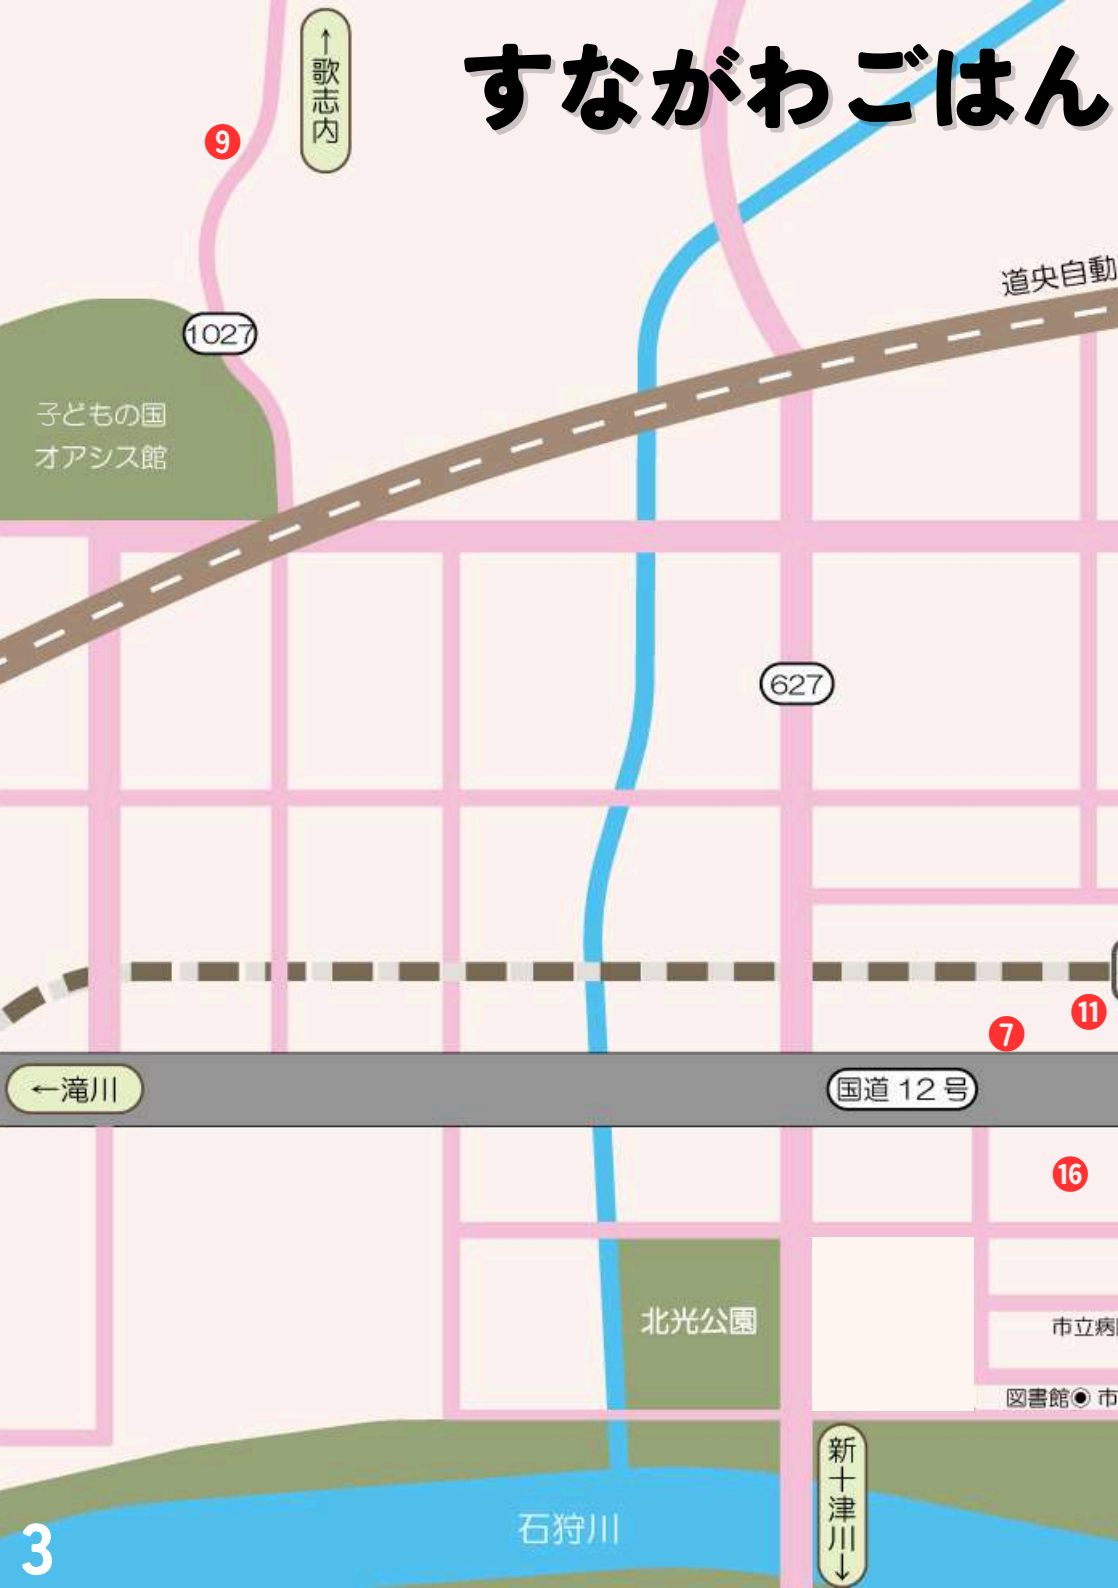 すながわごはん
↑歌志内
9
道央自動
1027
子どもの国
オアシス館
627
11
7
←滝川
国道 12 号
16
北光公園
市立病
図書館◉ 市
新十津川↓
石狩川
3